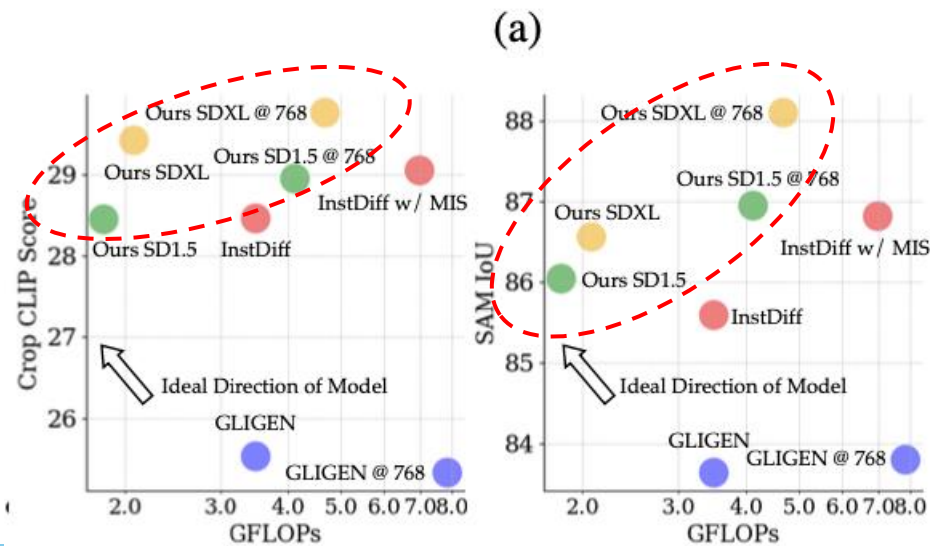 (a)
Ours SDXL @ 768
Ours SDXL
Ours SD1.5 @ 768
InstDiff w/ MIS
Ours SD1.5
InstDiff
Ideal Direction of Model
GLIGEN
GLIGEN @ 768
29
28
27
26
Crop CLIP Score
2.0 3.0 4.0 5.0 6.0 7.0 8.0
GFLOPs
Ours SDXL @ 768
Ours SD1.5 @ 768
Ours SDXL
InstDiff w/ MIS
Ours SD1.5
InstDiff
Ideal Direction of Model
GLIGEN
GLIGEN @ 768
88
87
86
85
84
SAM IoU
2.0 3.0 4.0 5.0 6.0 7.0 8.0
GFLOPs